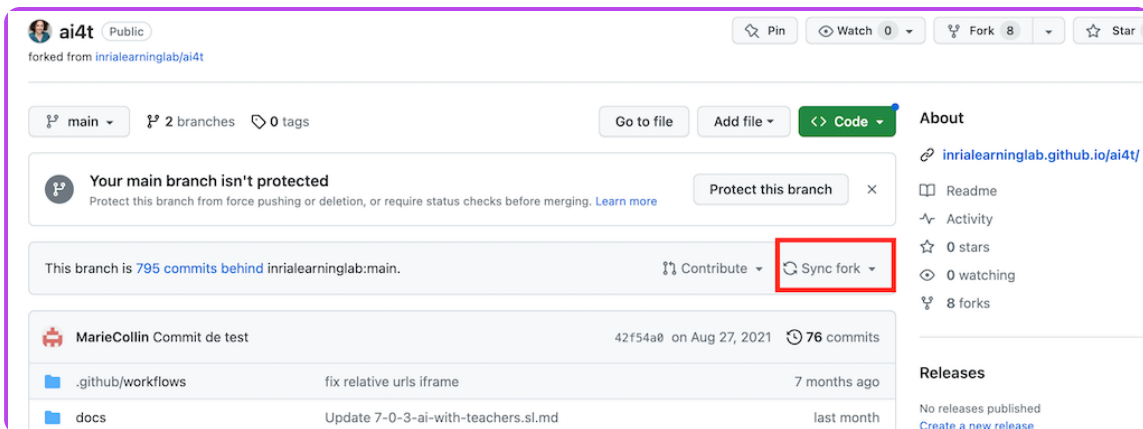 ai4t Public Pin Watch 0 Fork 8 Star
forked from inrialearninglab/ai4t
main 2 branches 0 tags Go to file Add file <> Code
Your main branch isn't protected
Protect this branch from force pushing or deletion, or require status checks before merging. Learn more
Protect this branch ×
This branch is 795 commits behind inrialearninglab:main. Contribute Sync fork
MarieCollin Commit de test 42f54a0 on Aug 27, 2021 76 commits
.github/workflows fix relative urls iframe 7 months ago
docs Update 7-0-3-ai-with-teachers.sl.md last month
About
inrialearninglab.github.io/ai4t/
Readme
Activity
0 stars
0 watching
8 forks
Releases
No releases published
Create a new release